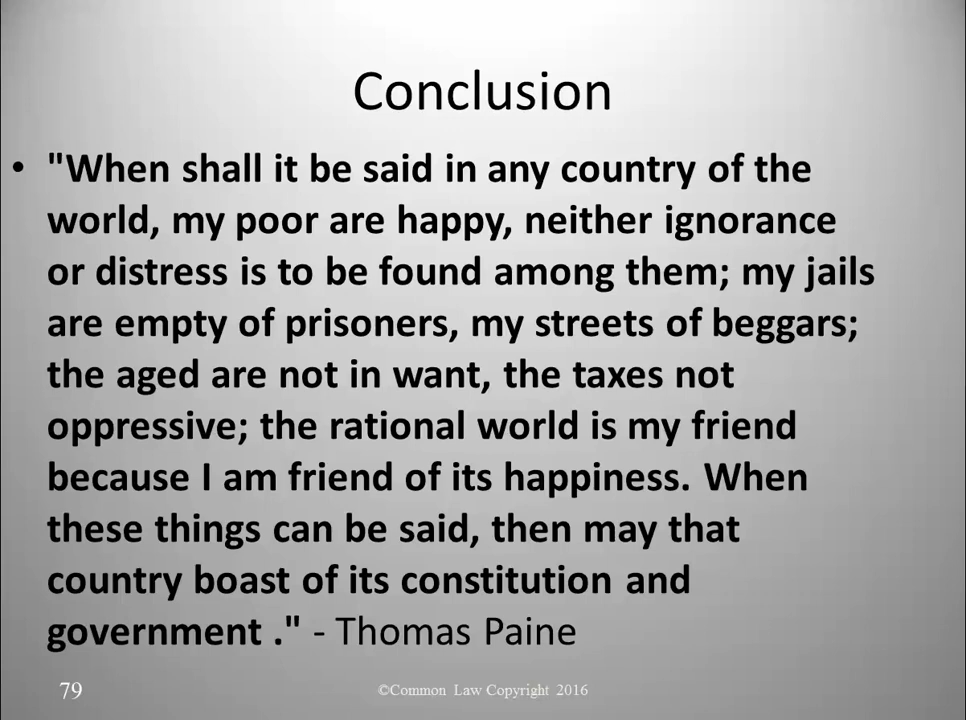 Conclusion
• "When shall it be said in any country of the
world, my poor are happy, neither ignorance
or distress is to be found among them; my jails
are empty of prisoners, my streets of beggars;
the aged are not in want, the taxes not
oppressive; the rational world is my friend
because I am friend of its happiness. When
these things can be said, then may that
country boast of its constitution and
government ." - Thomas Paine
79
©Common Law Copyright 2016